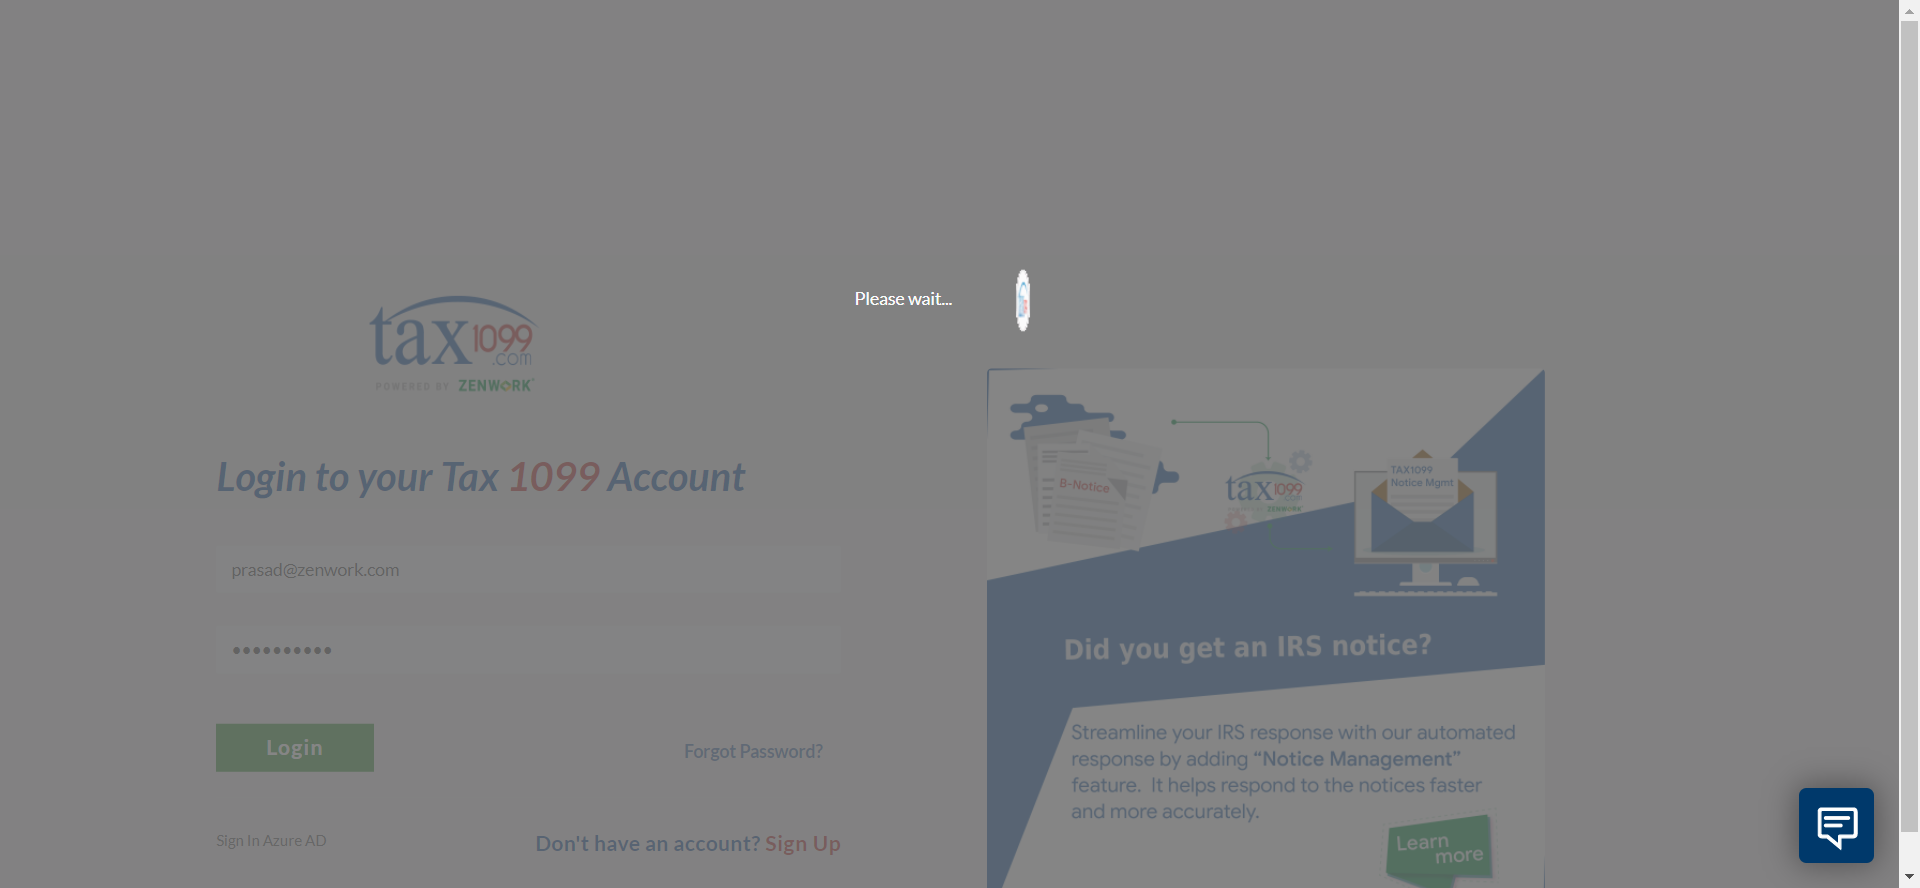 Please wait...
tax1099
.com
POWERED BY ZENWORK
Login to your Tax 1099 Account
prasad@zenwork.com
••••••••••
Login
Forgot Password?
Sign In Azure AD
Don't have an account? Sign Up
B-Notice
tax1099
.com
POWERED BY ZENWORK
TAX1099
Notice Mgmt
Did you get an IRS notice?
Streamline your IRS response with our automated
response by adding “Notice Management”
feature. It helps respond to the notices faster
and more accurately.
Learn
more